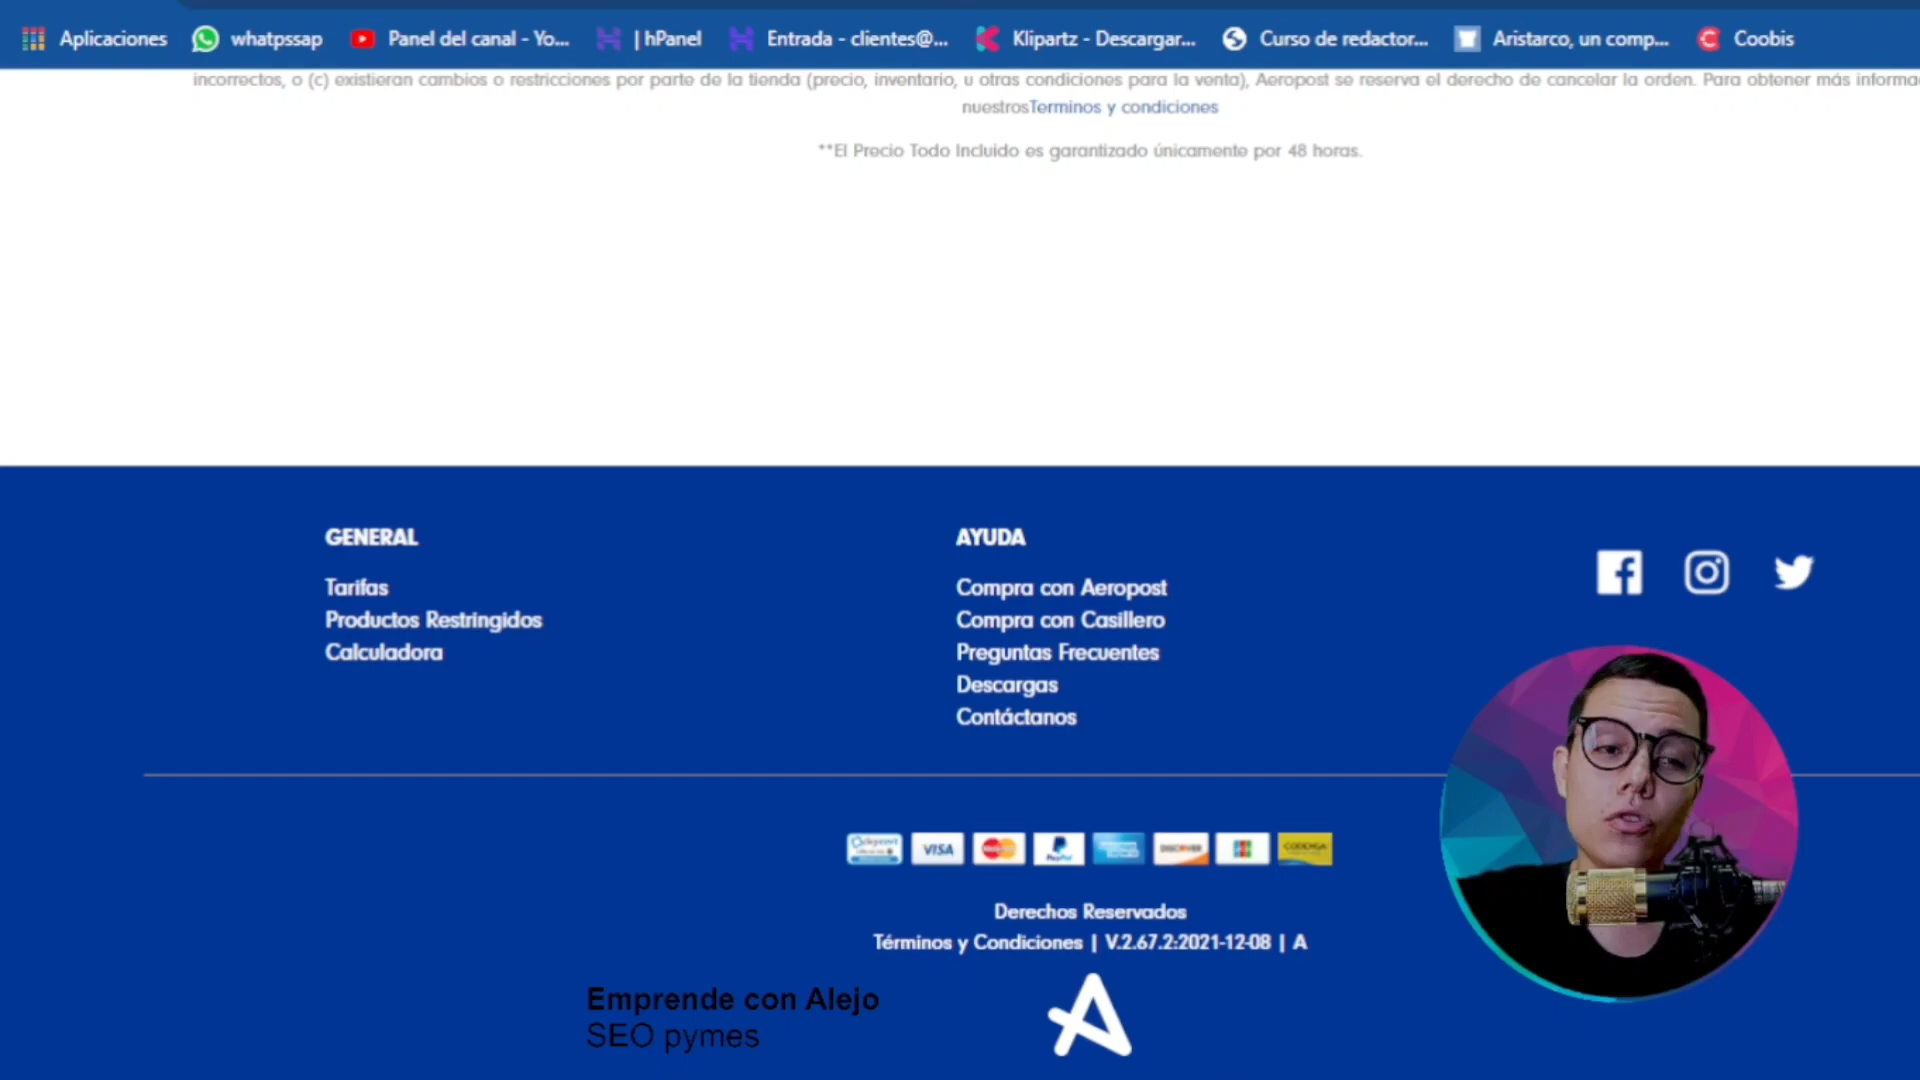 Aplicaciones whatpssap Panel del canal - Yo... | hPanel Entrada - clientes@... Klipartz - Descargar... Curso de redactor... Aristarco, un comp... Coobis
incorrectos, o (c) existieran cambios o restricciones por parte de la tienda (precio, inventario, u otras condiciones para la venta), Aeropost se reserva el derecho de cancelar la orden. Para obtener más informa
nuestrosTerminos y condiciones
**El Precio Todo Incluido es garantizado únicamente por 48 horas.
GENERAL
Tarifas
Productos Restringidos
Calculadora
AYUDA
Compra con Aeropost
Compra con Casillero
Preguntas Frecuentes
Descargas
Contáctanos
VISA PayPal DISCOVER CODENSA
Derechos Reservados
Términos y Condiciones | V.2.67.2:2021-12-08 | A
Emprende con Alejo
SEO pymes